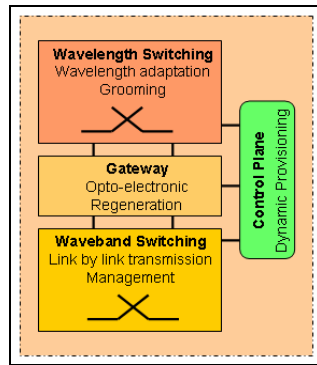 Wavelength Switching
Wavelength adaptation
Grooming
Gateway
Opto-electronic
Regeneration
Waveband Switching
Link by link transmission
Management
Control Plane
Dynamic Provisioning